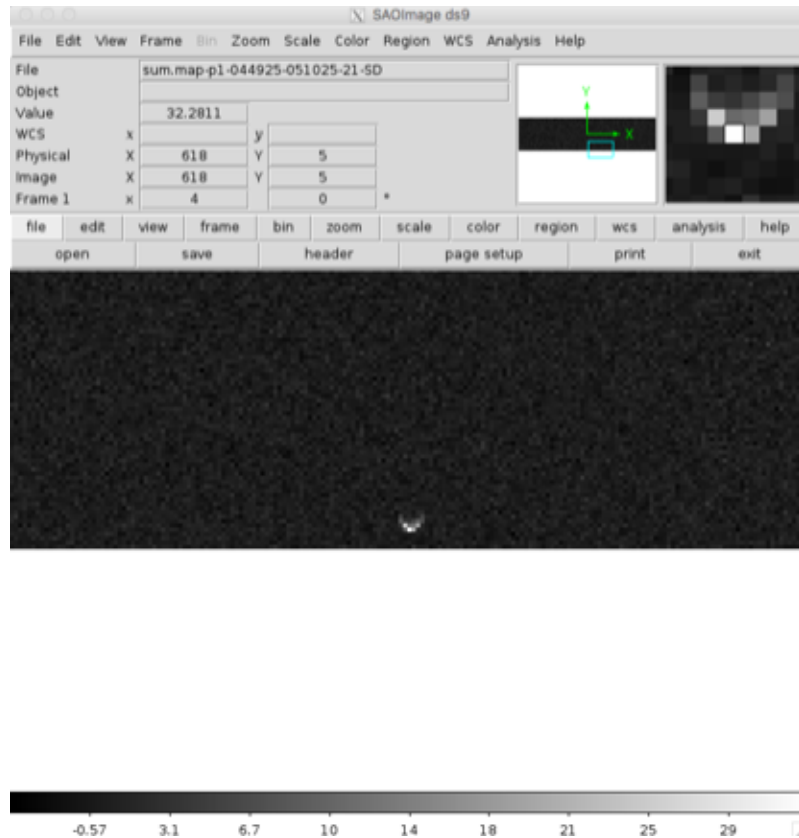 SAOImage ds9
File Edit View Frame Bin Zoom Scale Color Region WCS Analysis Help
File sum.map-p1-044925-051025-21-SD
Object
Value 32.2811
WCS x y
Physical X 618 Y 5
Image X 618 Y 5
Frame 1 x 4 0 °
Y
X
file edit view frame bin zoom scale color region wcs analysis help
open save header page setup print exit
-0.57 3.1 6.7 10 14 18 21 25 29